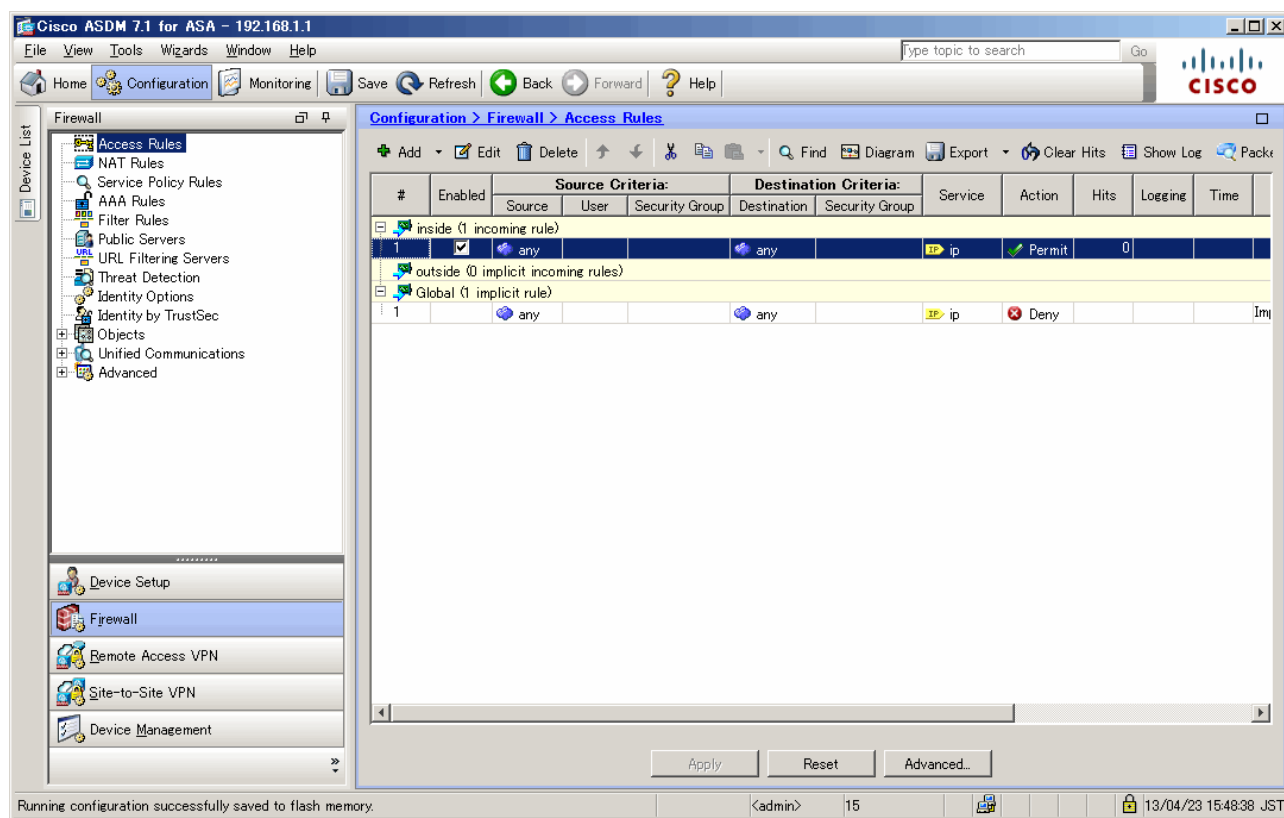 Cisco ASDM 7.1 for ASA - 192.168.1.1
File View Tools Wizards Window Help
Type topic to search Go
Home Configuration Monitoring Save Refresh Back Forward Help
CISCO
Device List
Firewall
Access Rules
NAT Rules
Service Policy Rules
AAA Rules
Filter Rules
Public Servers
URL Filtering Servers
Threat Detection
Identity Options
Identity by TrustSec
Objects
Unified Communications
Advanced
Device Setup
Firewall
Remote Access VPN
Site-to-Site VPN
Device Management
Configuration > Firewall > Access Rules
Add Edit Delete Find Diagram Export Clear Hits Show Log Packe
# Enabled Source Criteria: Destination Criteria: Service Action Hits Logging Time
Source User Security Group Destination Security Group
inside (1 incoming rule)
1 any any IP ip Permit 0
outside (0 implicit incoming rules)
Global (1 implicit rule)
1 any any IP ip Deny Imp
Apply Reset Advanced...
Running configuration successfully saved to flash memory. <admin> 15 13/04/23 15:48:38 JST